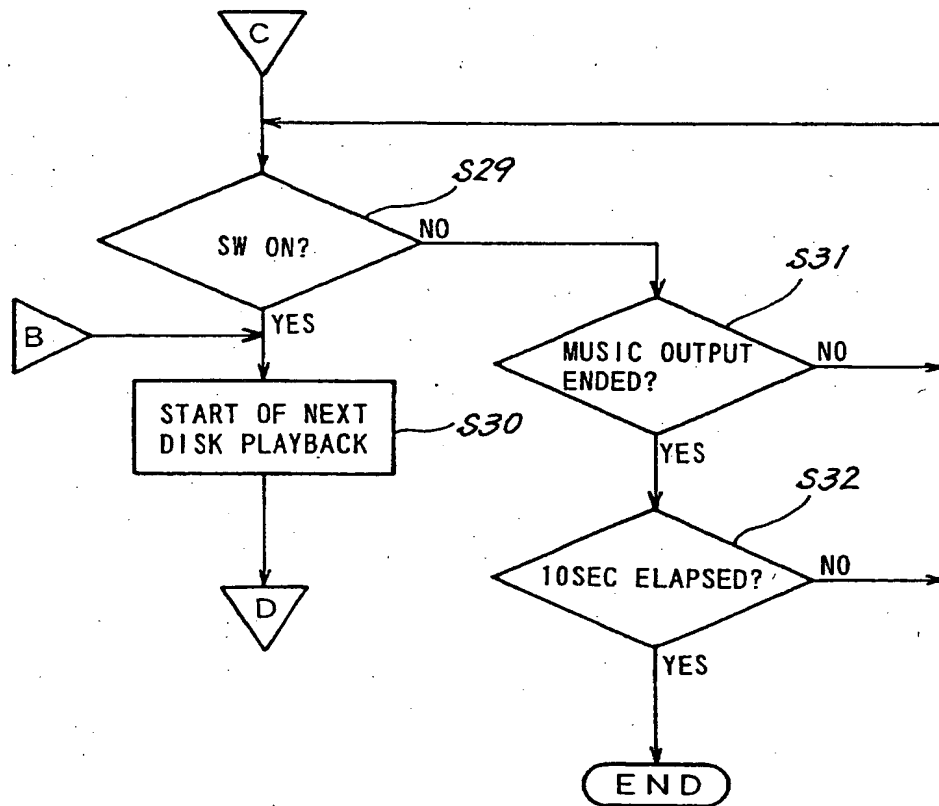 C
S29
SW ON?
NO
YES
B
START OF NEXT
DISK PLAYBACK
S30
D
S31
MUSIC OUTPUT
ENDED?
NO
YES
S32
10SEC ELAPSED?
NO
YES
END